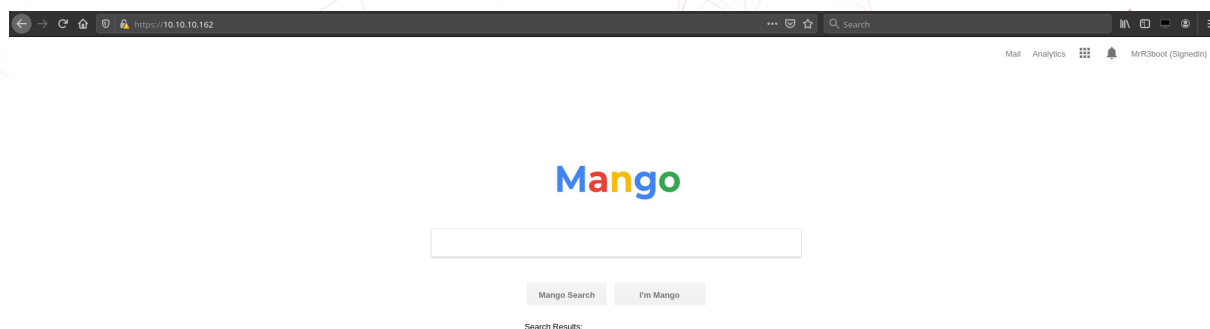 https://10.10.10.162
Search
Mail Analytics MrR3boot (Signedin)
Mango
Mango Search I'm Mango
Search Results: